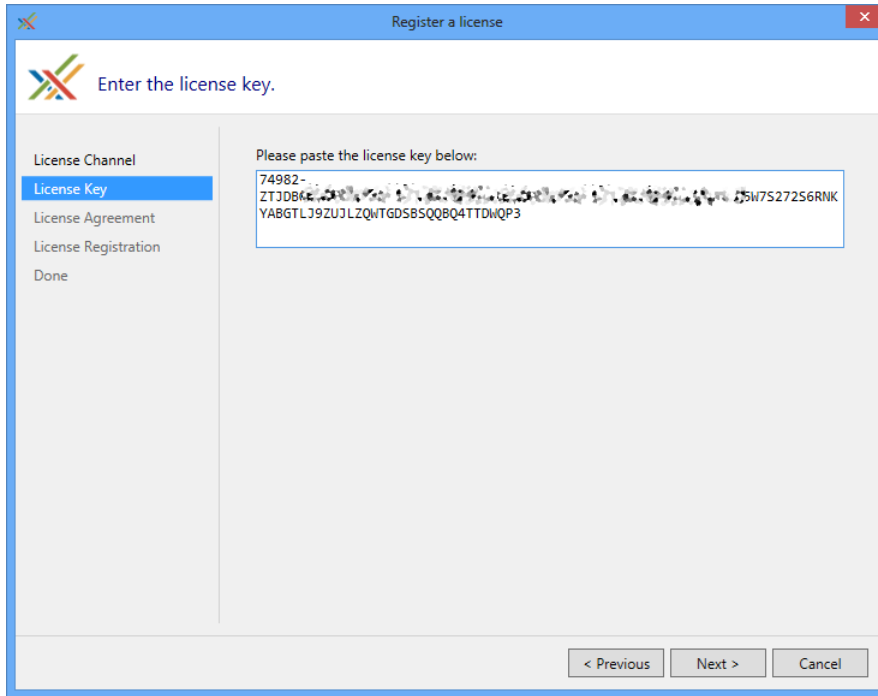 Register a license
Enter the license key.
License Channel
License Key
License Agreement
License Registration
Done
Please paste the license key below:
74982-
ZTJDB 5W7S272S6RNK
YABGTLJ9ZUJLZQWTGDSBSQQBQ4TTDWQP3
< Previous
Next >
Cancel